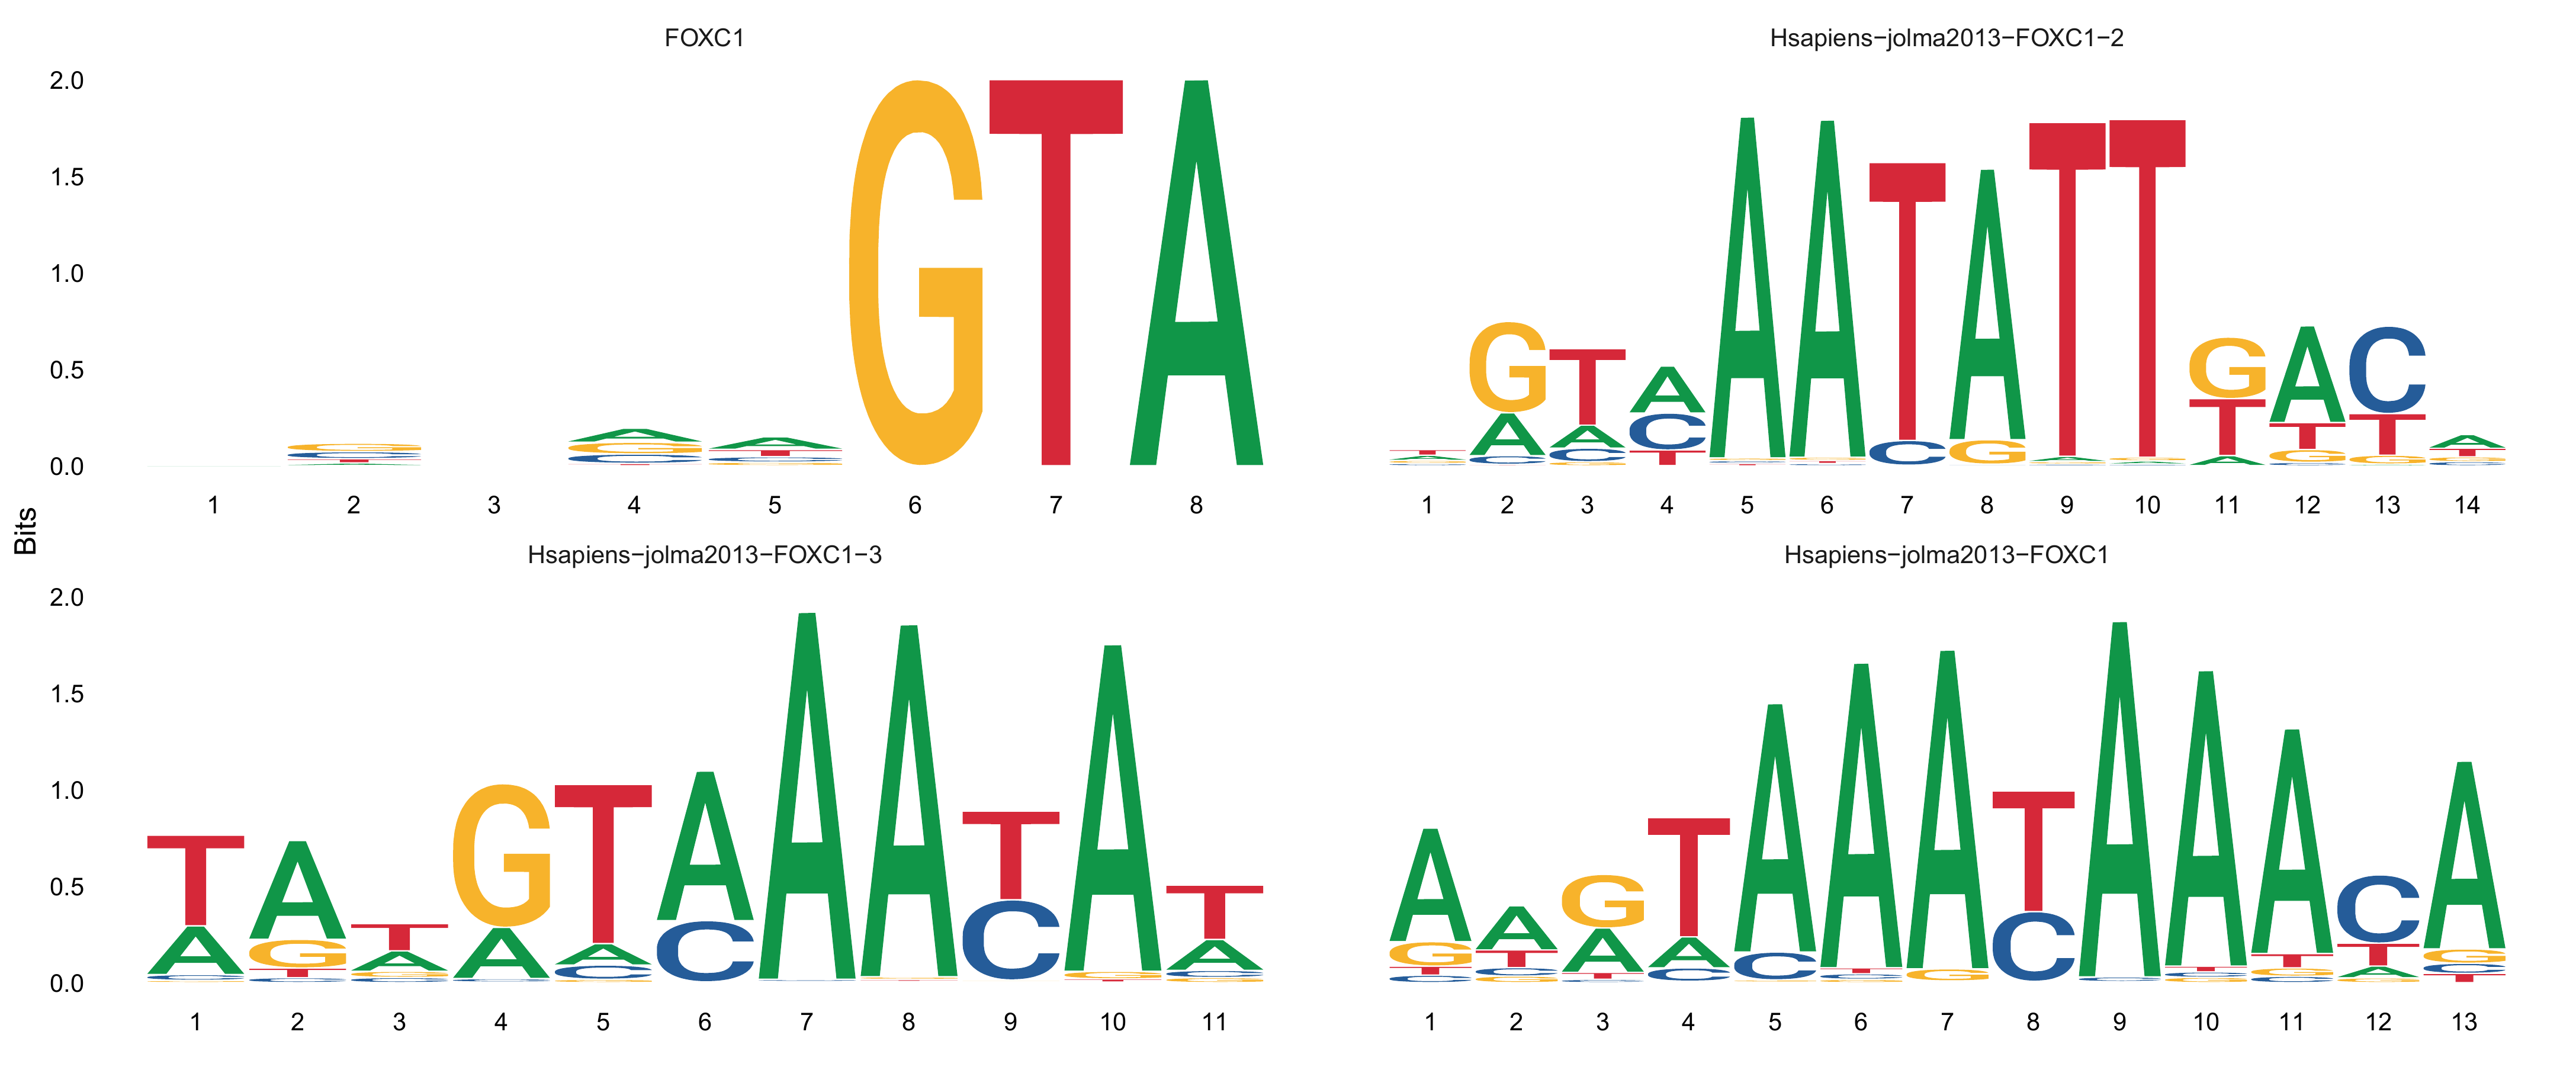 FOXC1
Hsapiens−jolma2013−FOXC1−2
2.0
1.5
1.0
0.5
0.0
GTA
1 2 3 4 5 6 7 8
GTAAATATTGAC
1 2 3 4 5 6 7 8 9 10 11 12 13 14
Bits
Hsapiens−jolma2013−FOXC1−3
Hsapiens−jolma2013−FOXC1
2.0
1.5
1.0
0.5
0.0
TATGTAAATAT
1 2 3 4 5 6 7 8 9 10 11
AAGTAAATAAACA
1 2 3 4 5 6 7 8 9 10 11 12 13